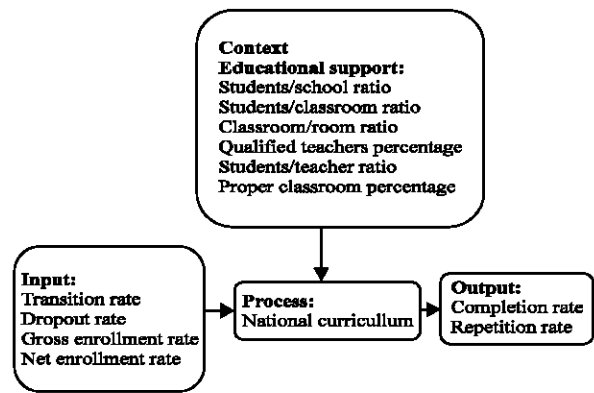 Context
Educational support:
Students/school ratio
Students/classroom ratio
Classroom/room ratio
Qualified teachers percentage
Students/teacher ratio
Proper classroom percentage
Input:
Transition rate
Dropout rate
Gross enrollment rate
Net enrollment rate
Process:
National curricullum
Output:
Completion rate
Repetition rate